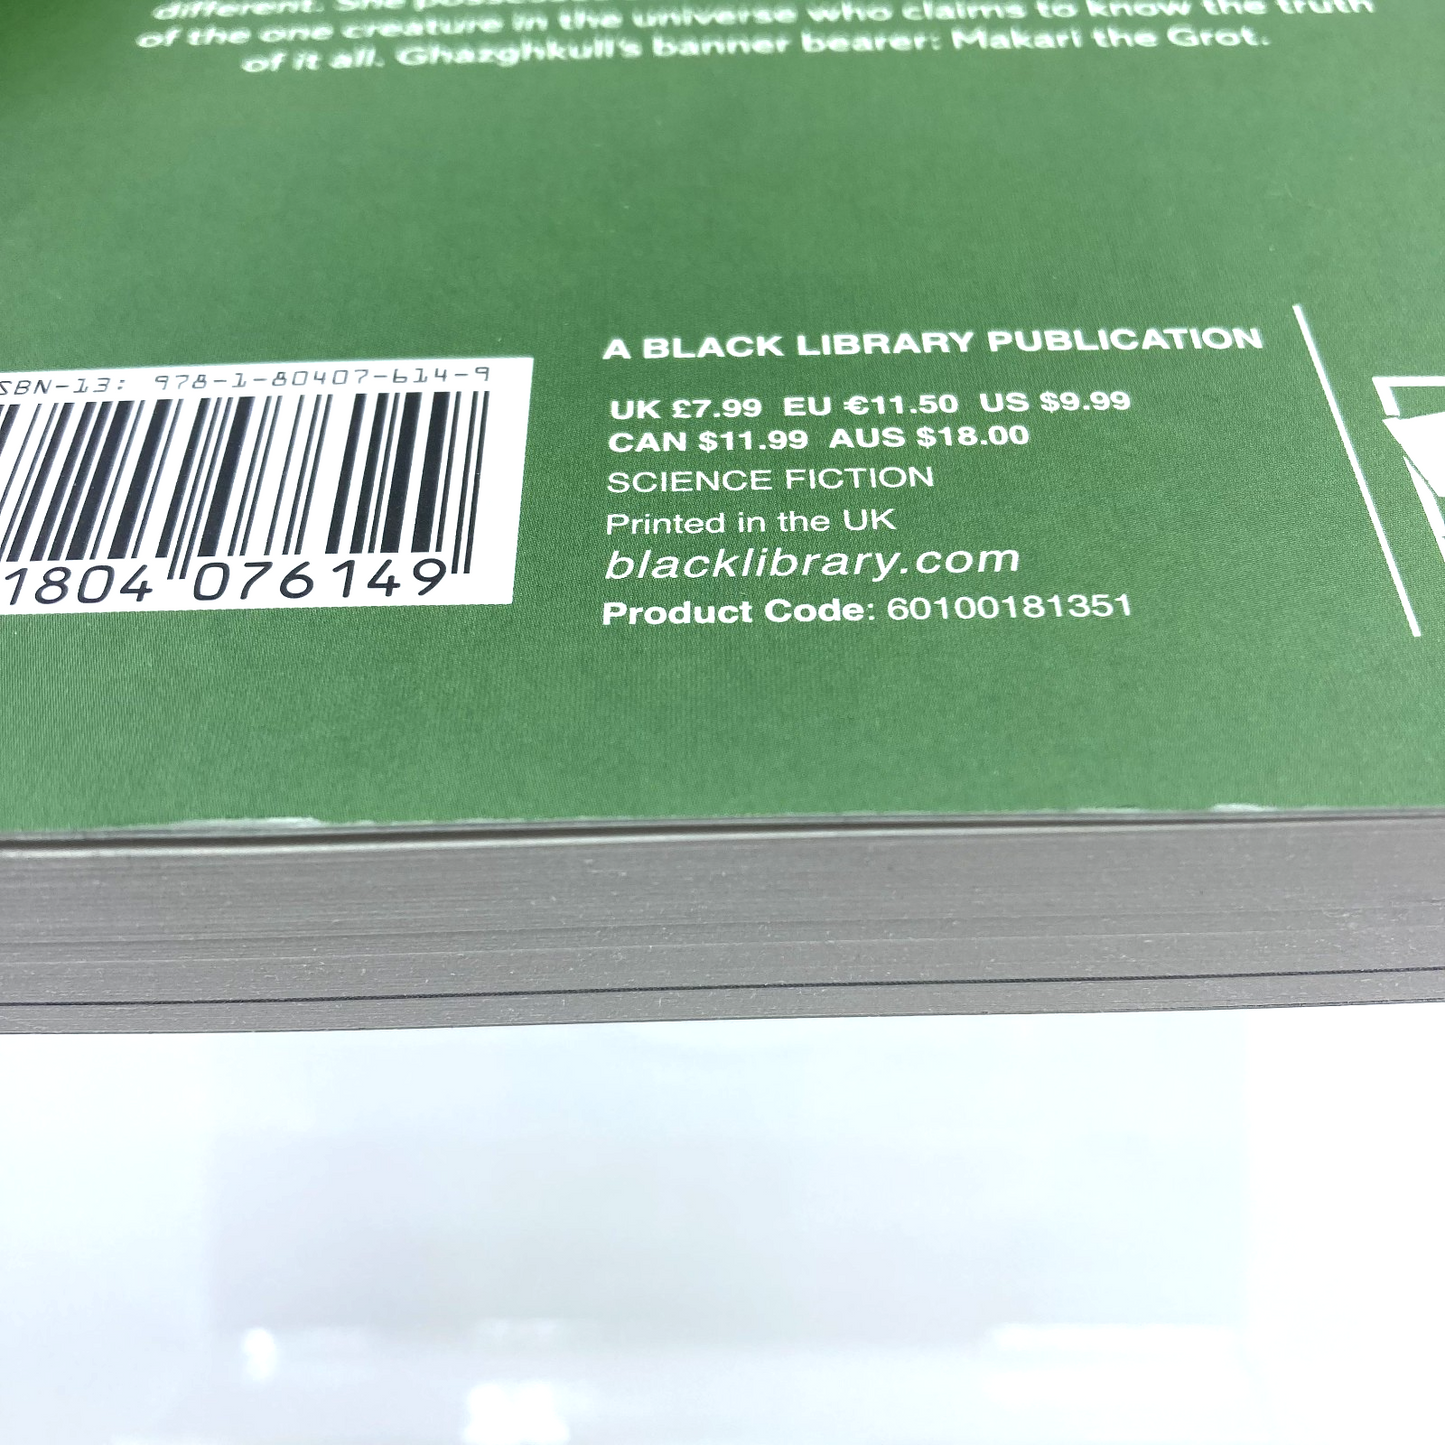 different. She possesses
of the one creature in the universe who claims to know the truth
of it all. Ghazghkull's banner bearer: Makari the Grot.
SBN-13: 978-1-80407-614-9
1804 076149
A BLACK LIBRARY PUBLICATION
UK £7.99 EU €11.50 US $9.99
CAN $11.99 AUS $18.00
SCIENCE FICTION
Printed in the UK
blacklibrary.com
Product Code: 60100181351